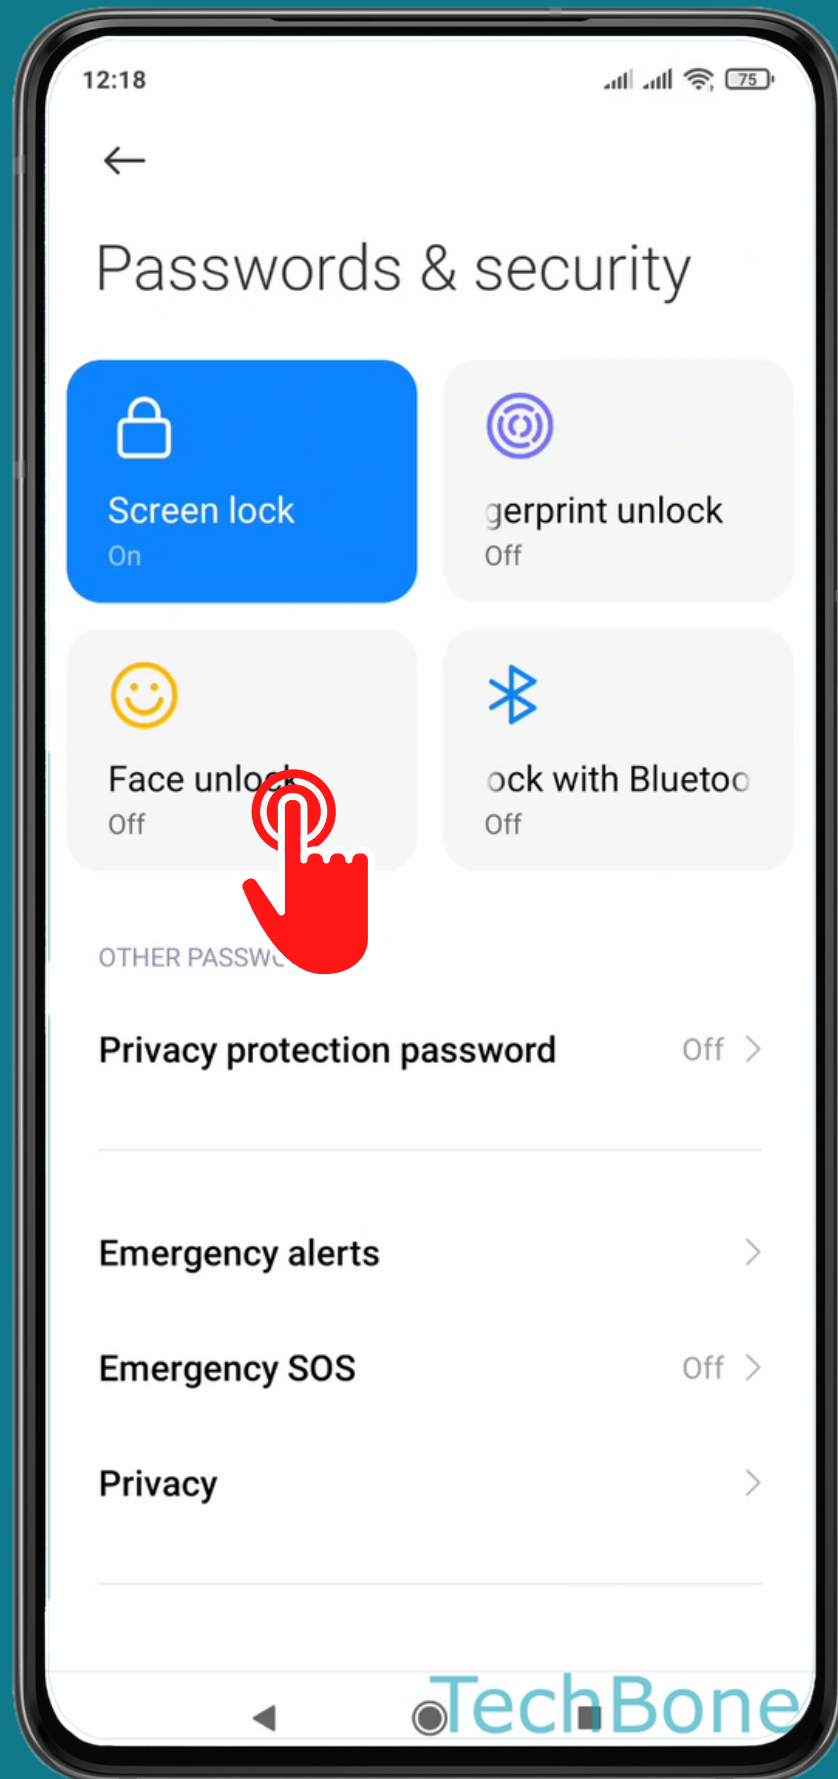 12:18
75
Passwords & security
Screen lock
On
gerprint unlock
Off
Face unlock
Off
ock with Bluetoo
Off
OTHER PASSW
Privacy protection password
Off
Emergency alerts
Emergency SOS
Off
Privacy
TechBone